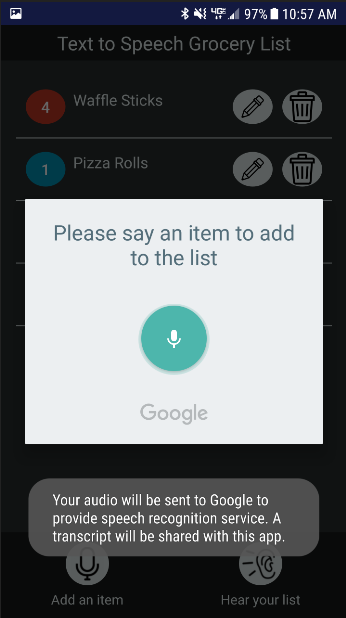 4G LTE 97% 10:57 AM
Text to Speech Grocery List
4 Waffle Sticks
1 Pizza Rolls
Please say an item to add
to the list
Google
Your audio will be sent to Google to
provide speech recognition service. A
transcript will be shared with this app.
Add an item Hear your list